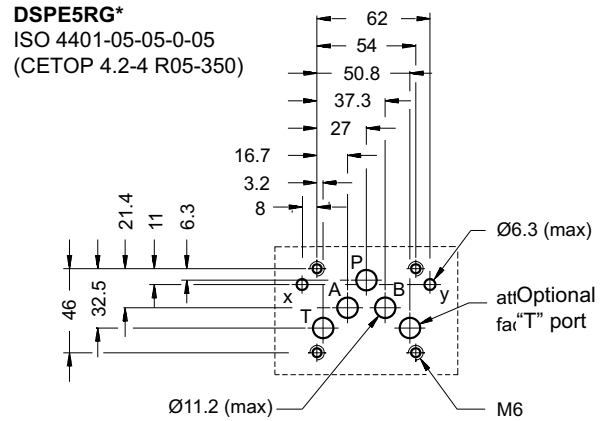 DSPE5RG*
ISO 4401-05-05-0-05
(CETOP 4.2-4 R05-350)
62
54
50.8
37.3
27
16.7
3.2
8
21.4
11
6.3
46
32.5
P
A
B
T
x
y
Ø6.3 (max)
attOptional
fac“T” port
Ø11.2 (max)
M6